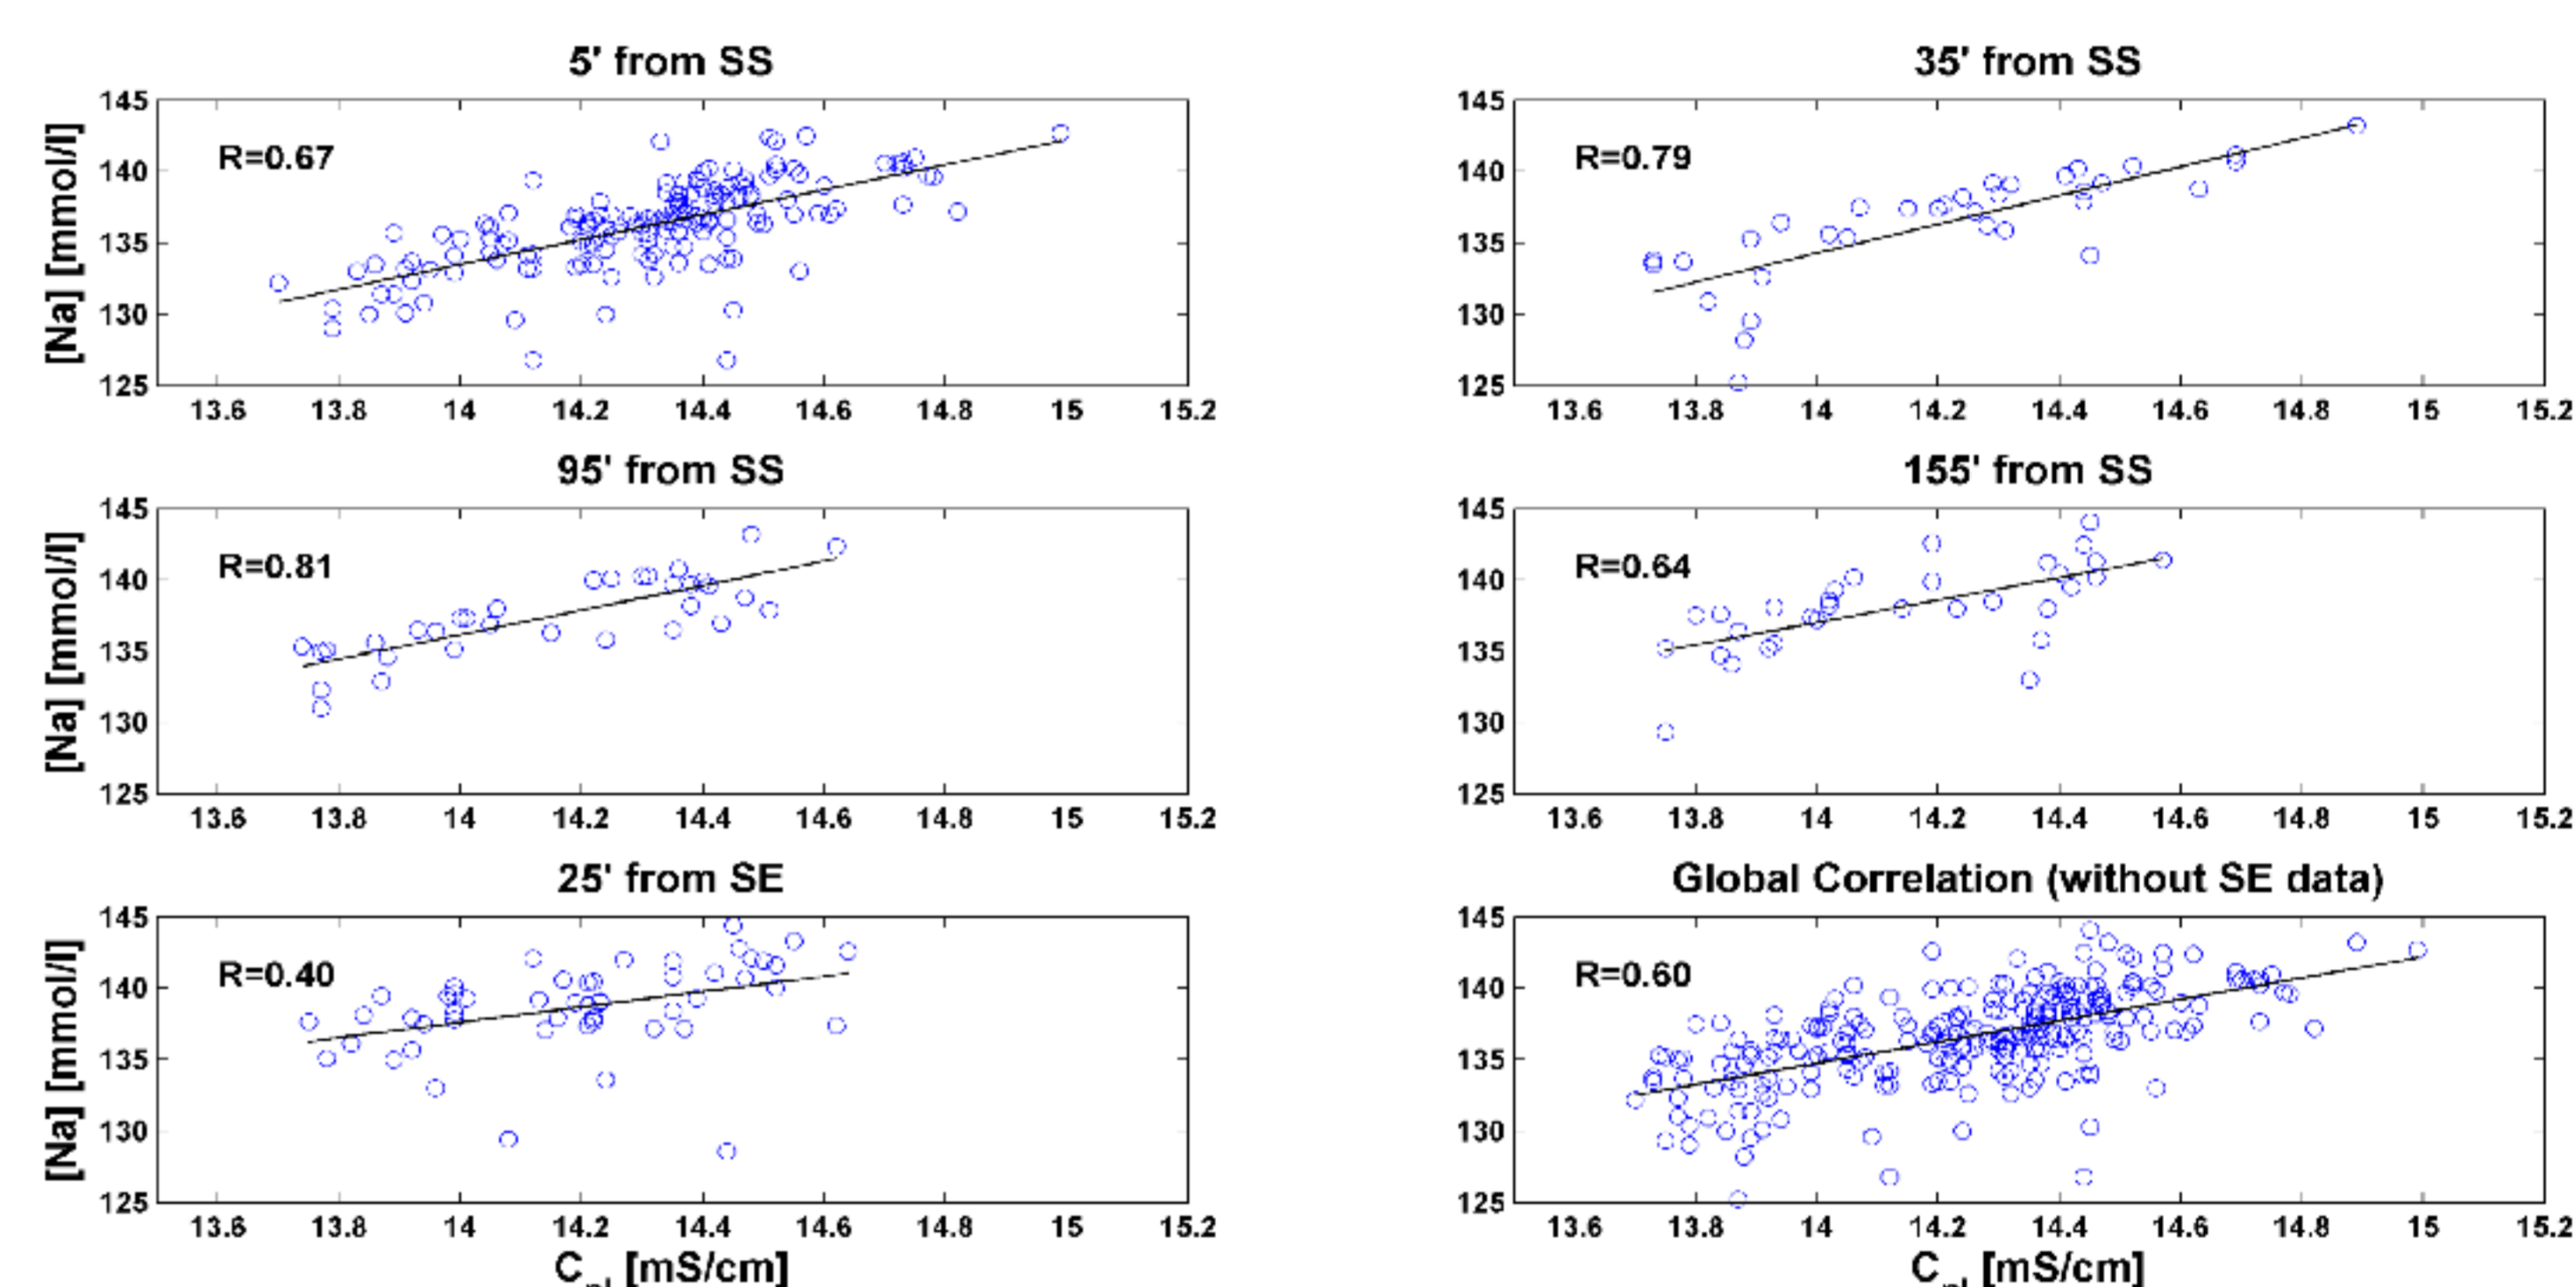 5' from SS
35' from SS
[Na] [mmol/l]
145
140
135
130
125
R=0.67
13.6 13.8 14 14.2 14.4 14.6 14.8 15 15.2
145
140
135
130
125
R=0.79
13.6 13.8 14 14.2 14.4 14.6 14.8 15 15.2
95' from SS
155' from SS
[Na] [mmol/l]
145
140
135
130
125
R=0.81
13.6 13.8 14 14.2 14.4 14.6 14.8 15 15.2
145
140
135
130
125
R=0.64
13.6 13.8 14 14.2 14.4 14.6 14.8 15 15.2
25' from SE
Global Correlation (without SE data)
[Na] [mmol/l]
145
140
135
130
125
R=0.40
13.6 13.8 14 14.2 14.4 14.6 14.8 15 15.2
C [mS/cm]
145
140
135
130
125
R=0.60
13.6 13.8 14 14.2 14.4 14.6 14.8 15 15.2
C [mS/cm]